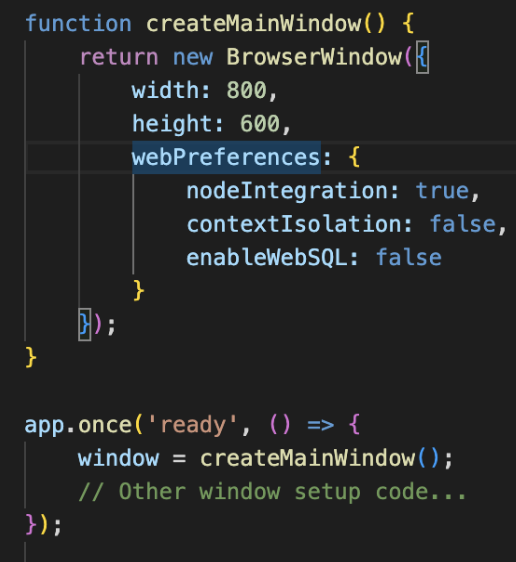 function createMainWindow() {
    return new BrowserWindow({
        width: 800,
        height: 600,
        webPreferences: {
            nodeIntegration: true,
            contextIsolation: false,
            enableWebSQL: false
        }
    });
}

app.once('ready', () => {
    window = createMainWindow();
    // Other window setup code...
});